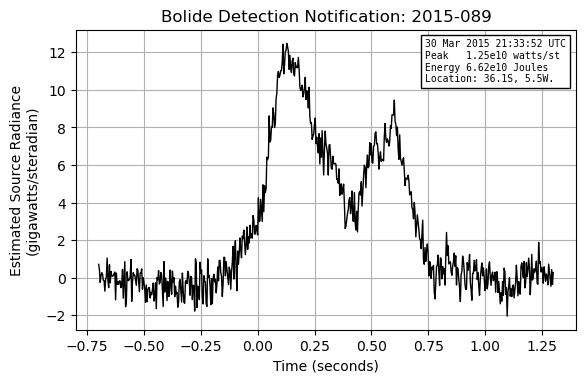 Bolide Detection Notification: 2015-089
30 Mar 2015 21:33:52 UTC
Peak 1.25e10 watts/st
Energy 6.62e10 Joules
Location: 36.1S, 5.5W.
Estimated Source Radiance
(gigawatts/steradian)
12
10
8
6
4
2
0
−2
−0.75 −0.50 −0.25 0.00 0.25 0.50 0.75 1.00 1.25
Time (seconds)